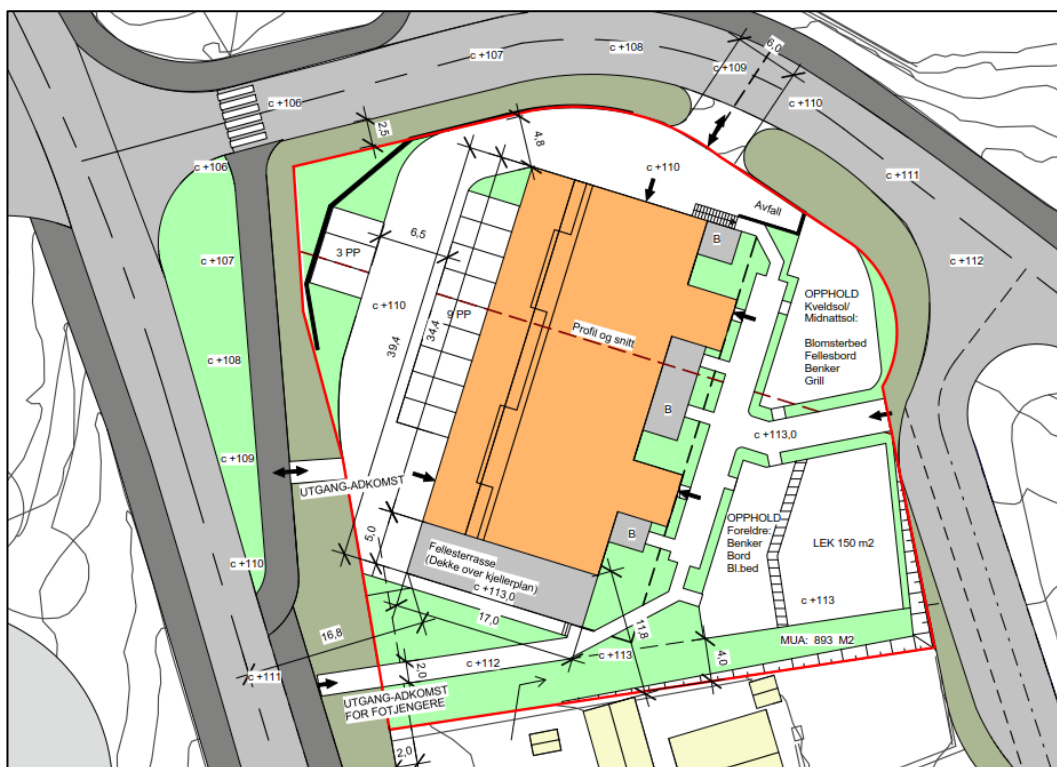 c +107
c +108
c +109
6,0
c +110
c +106
2,5
4,8
c +111
c +106
c +110
Avfall
B
3 PP
6,5
c +107
c +112
c +110
OPPHOLD
Kveldsol/
Midnattsol:
Blomsterbed
Fellesbord
Benker
Grill
9 PP
Profil og snitt
39,4
34,4
c +108
B
c +113,0
c +109
UTGANG-ADKOMST
OPPHOLD
Foreldre:
Benker
Bord
Bl.bed
LEK 150 m2
B
5,0
Fellesterrasse
(Dekke over kjellerplan)
c +113,0
c +110
c +113
17,0
16,8
11,8
MUA: 893 M2
c +113
c +112
4,0
2,0
c +111
UTGANG-ADKOMST
FOR FOTJENGERE
2,0